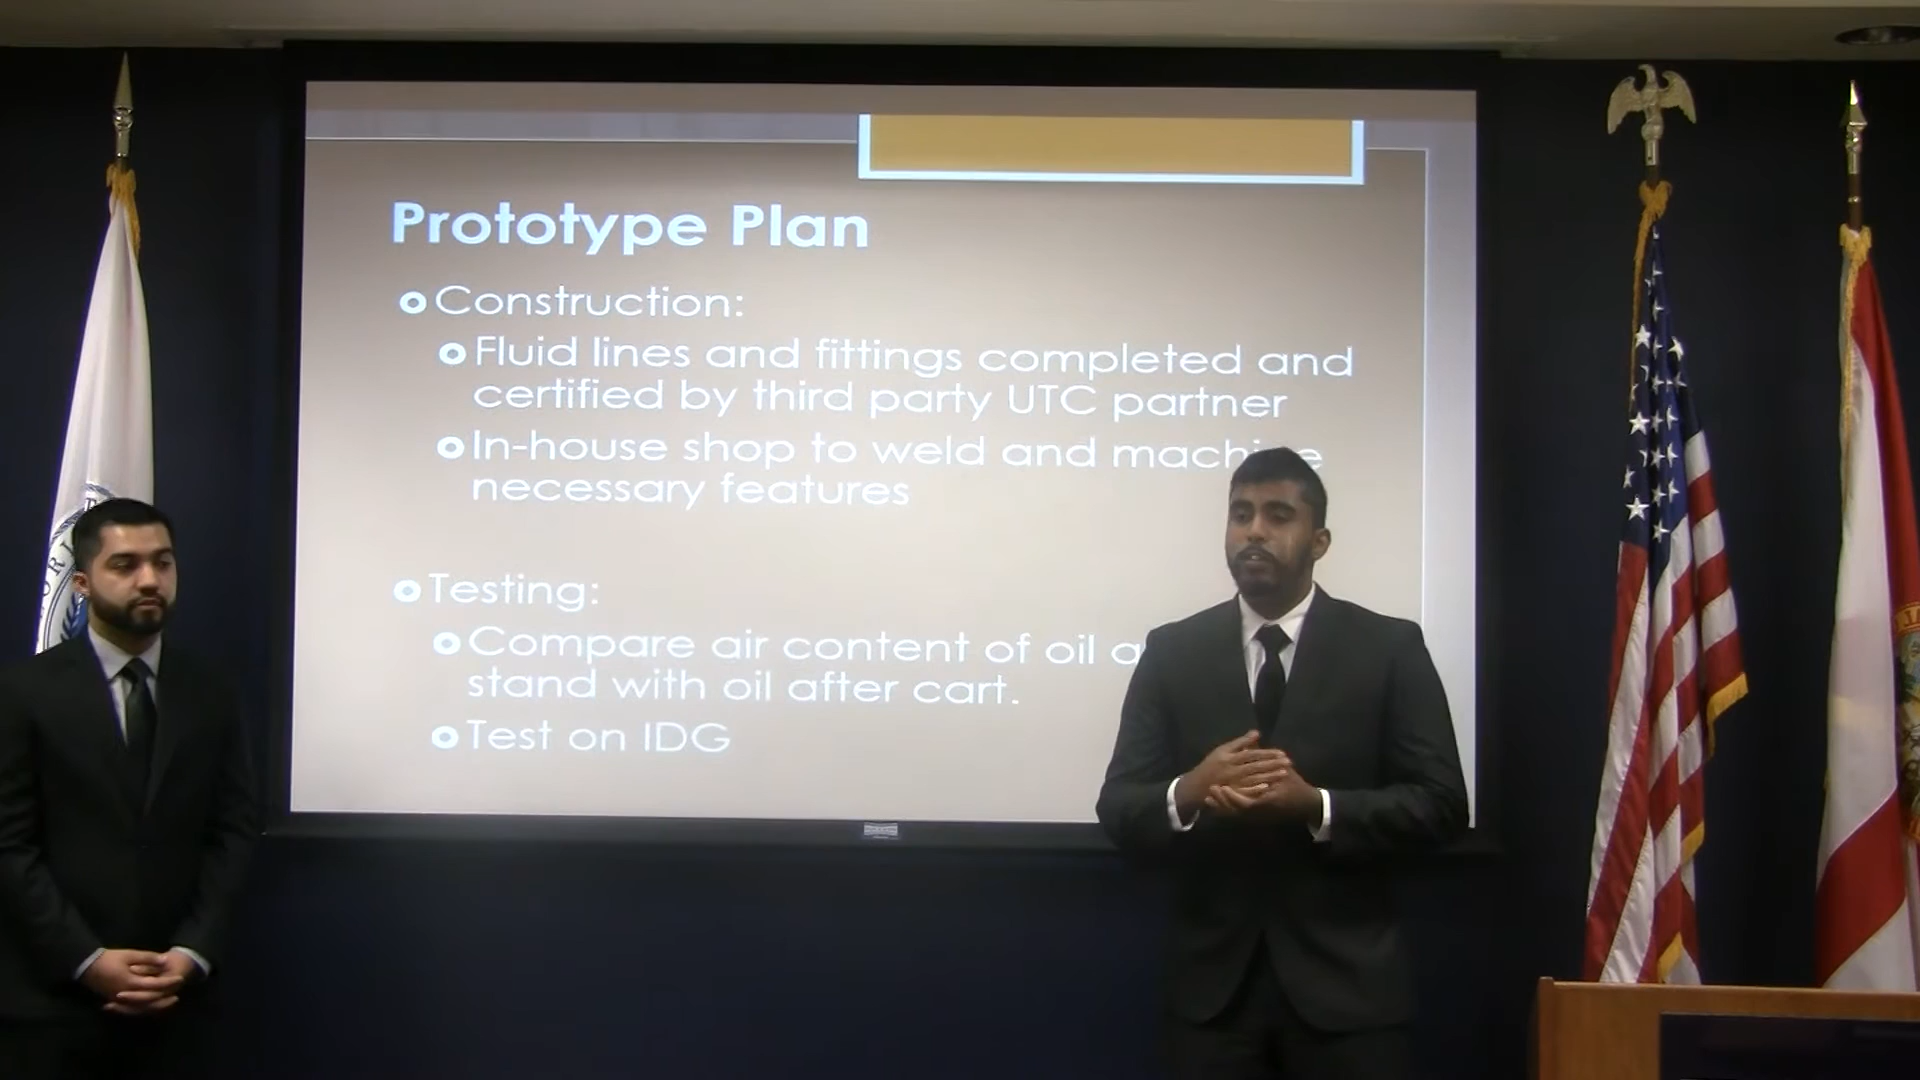 Prototype Plan
Construction:
Fluid lines and fittings completed and
certified by third party UTC partner
In-house shop to weld and machine
necessary features
Testing:
Compare air content of oil
stand with oil after cart.
Test on IDG